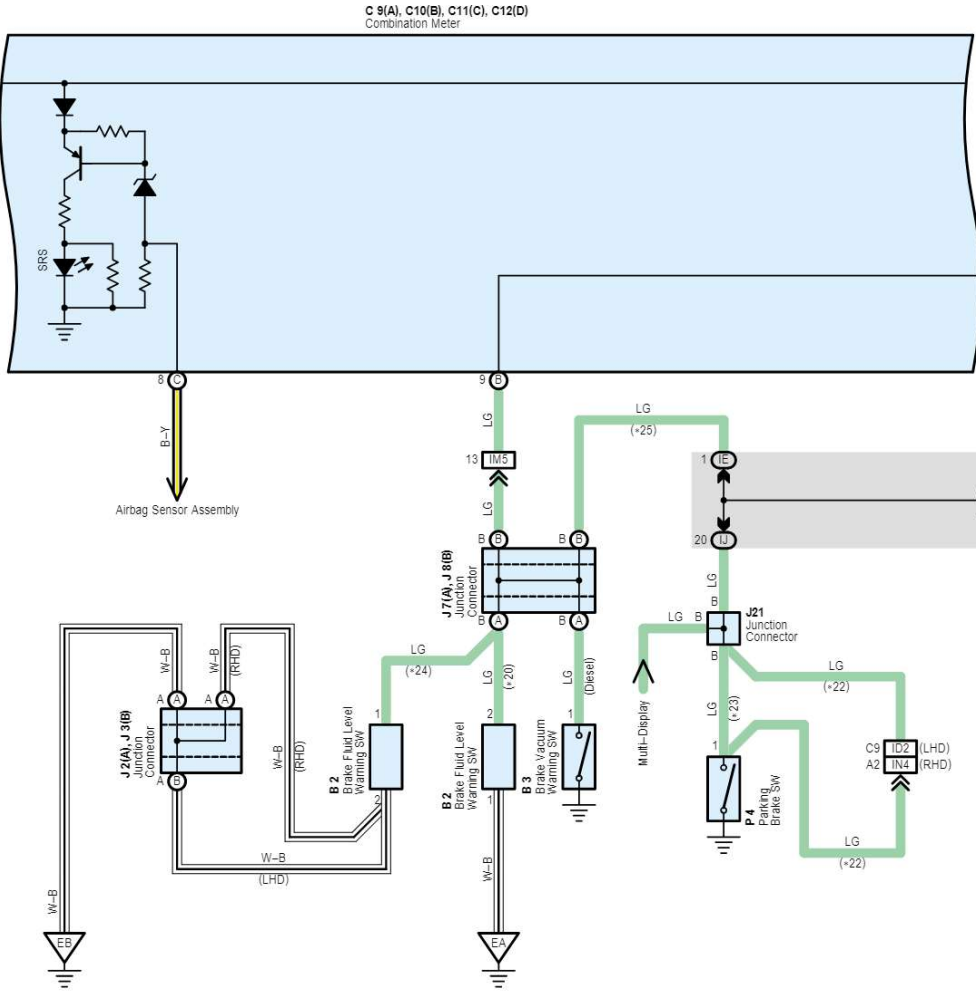 C 9(A), C10(B), C11(C), C12(D)
Combination Meter
SRS
8 C
9 B
B–Y
Airbag Sensor Assembly
LG
13 IM5
LG
LG
(*25)
1 IE
20 IJ
B B
B B
J 7(A), J 8(B)
Junction
Connector
B A
B A
LG
B
J21
Junction
Connector
LG B
B
LG
(*24)
LG
(*20)
LG
(Diesel)
Multi–Display
LG
(*23)
LG
(*22)
W–B
W–B
(RHD)
A A
A A
J 2(A), J 3(B)
Junction
Connector
A B
W–B
(RHD)
1
B 2
Brake Fluid Level
Warning SW
2
2
B 2
Brake Fluid Level
Warning SW
1
1
B 3
Brake Vacuum
Warning SW
1
P 4
Parking
Brake SW
C9 ID2 (LHD)
A2 IN4 (RHD)
LG
(*22)
W–B
(LHD)
W–B
W–B
EB
EA